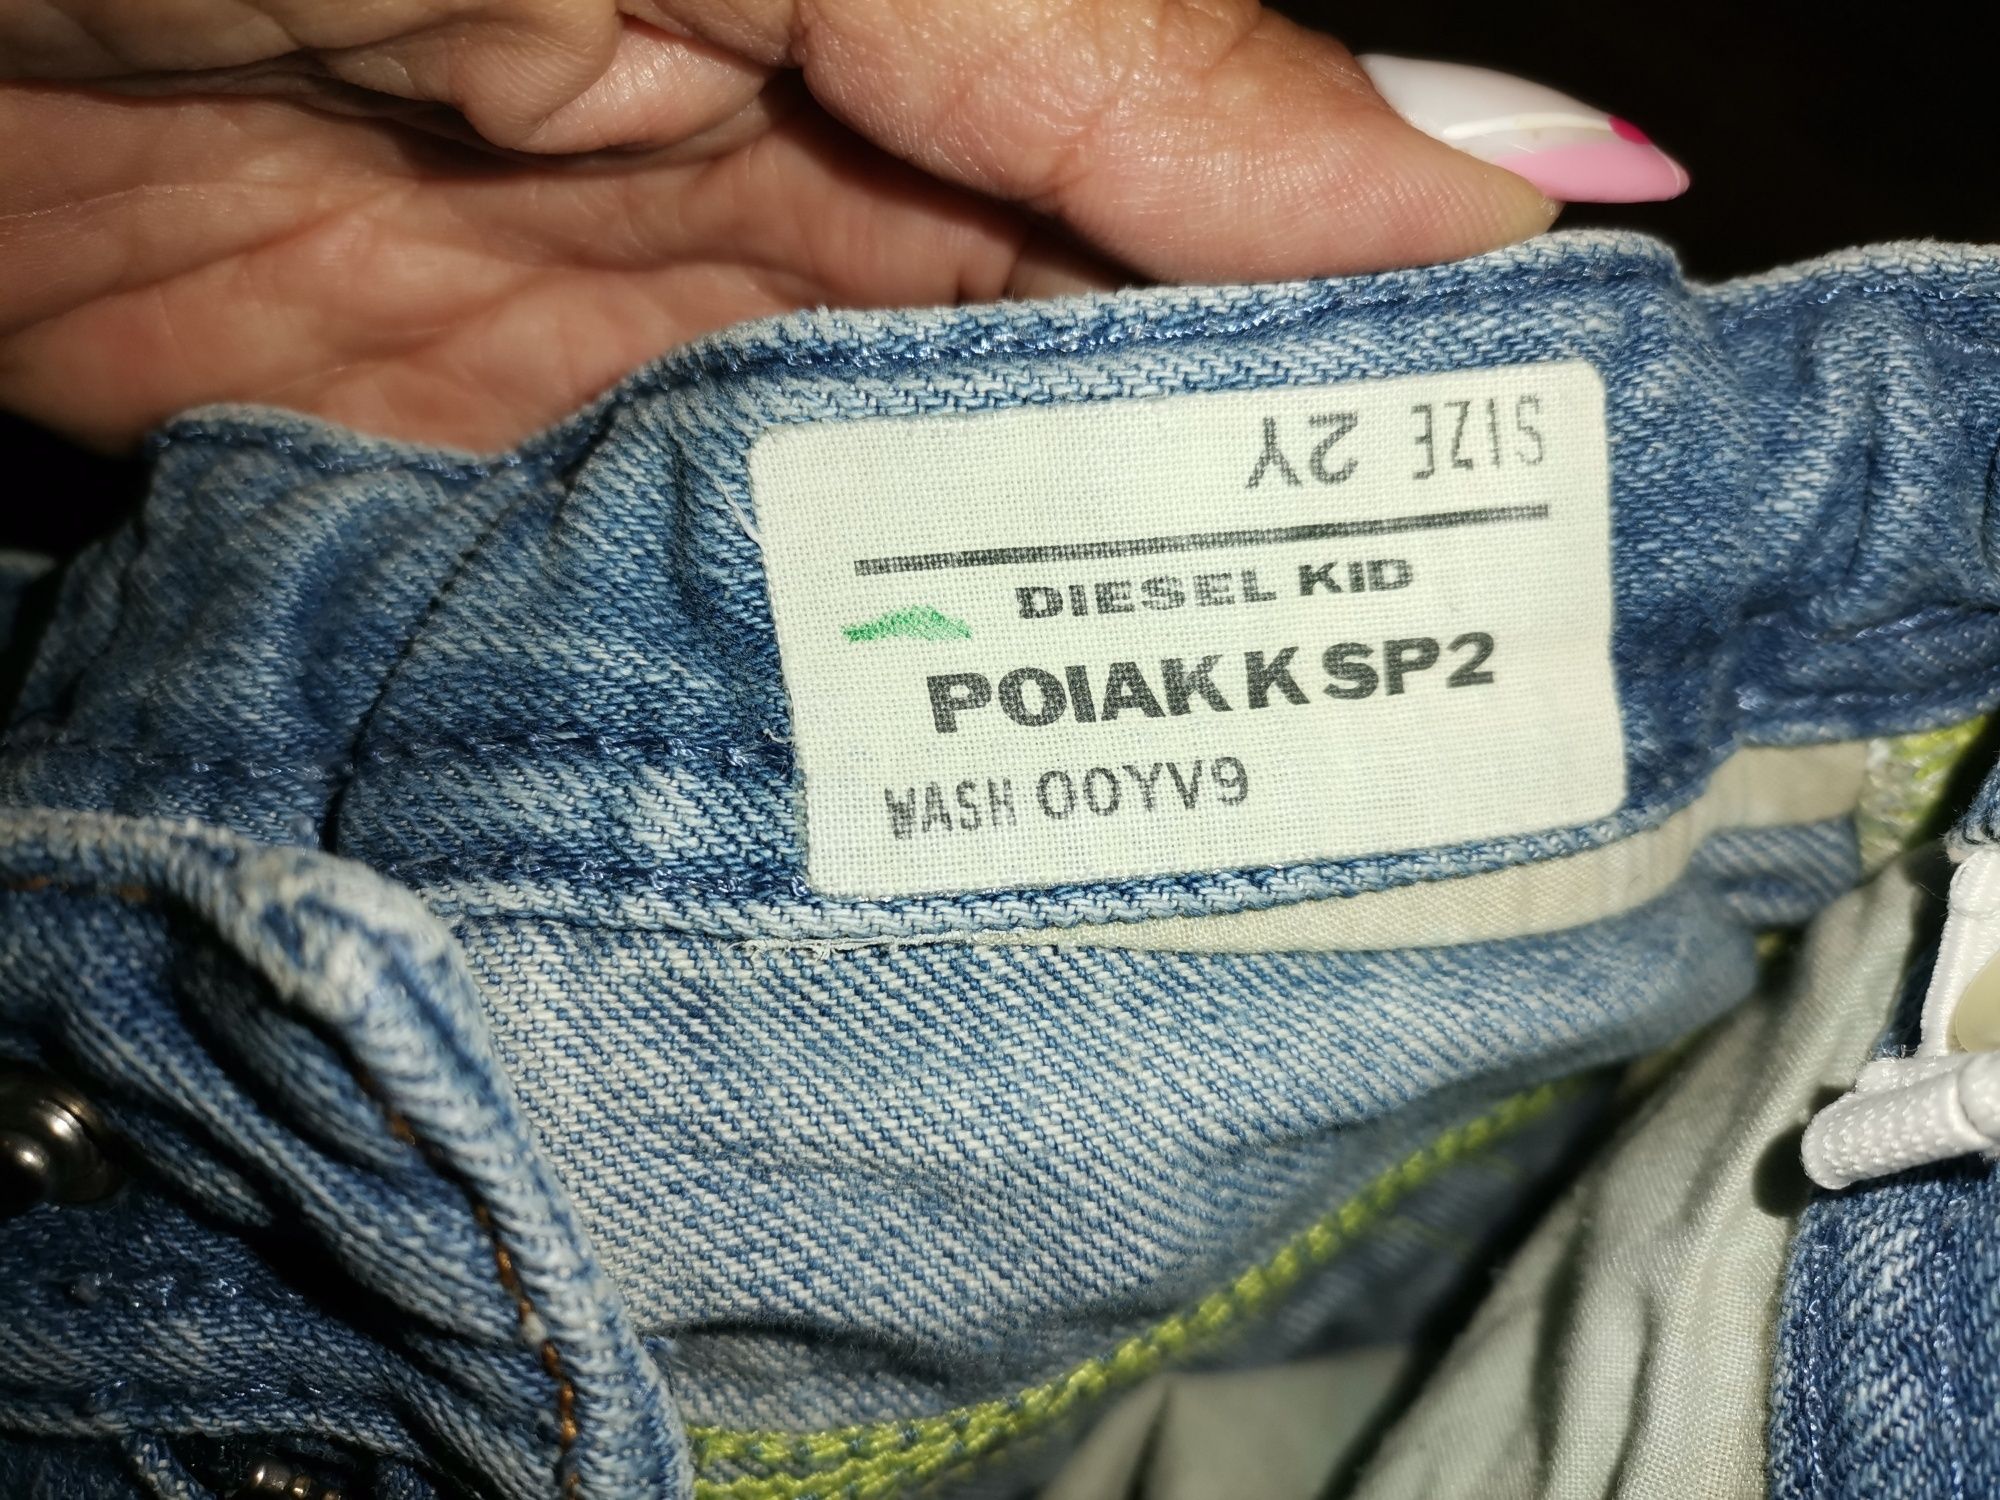 SIZE 2Y
DIESEL KID
POIAK K SP2
WASH 00YV9